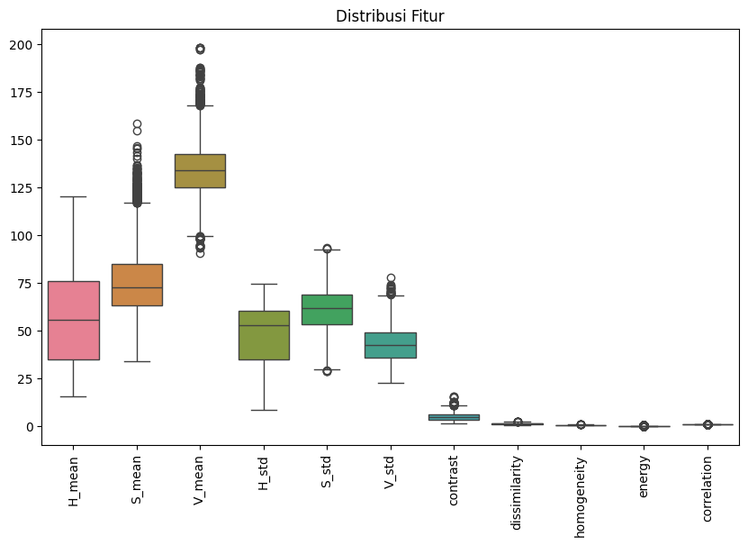 Distribusi Fitur
200
175
150
125
100
75
50
25
0
H_mean
S_mean
V_mean
H_std
S_std
V_std
contrast
dissimilarity
homogeneity
energy
correlation